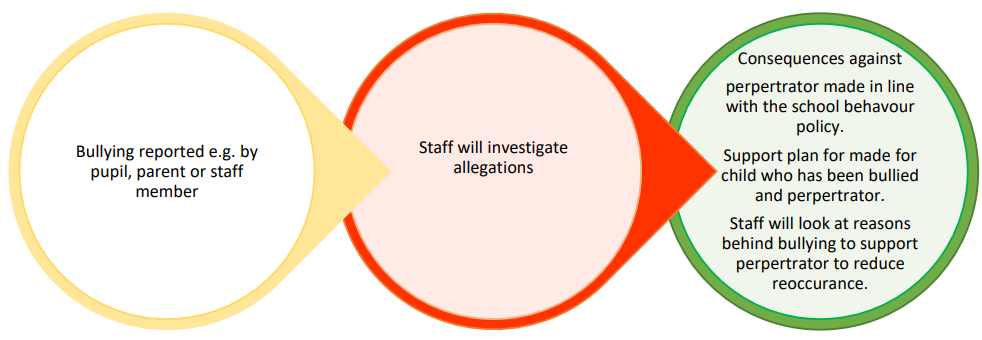 Bullying reported e.g. by
pupil, parent or staff
member
Staff will investigate
allegations
Consequences against
perpertrator made in line
with the school behavour
policy.
Support plan for made for
child who has been bullied
and perpertrator.
Staff will look at reasons
behind bullying to support
perpertrator to reduce
reoccurance.